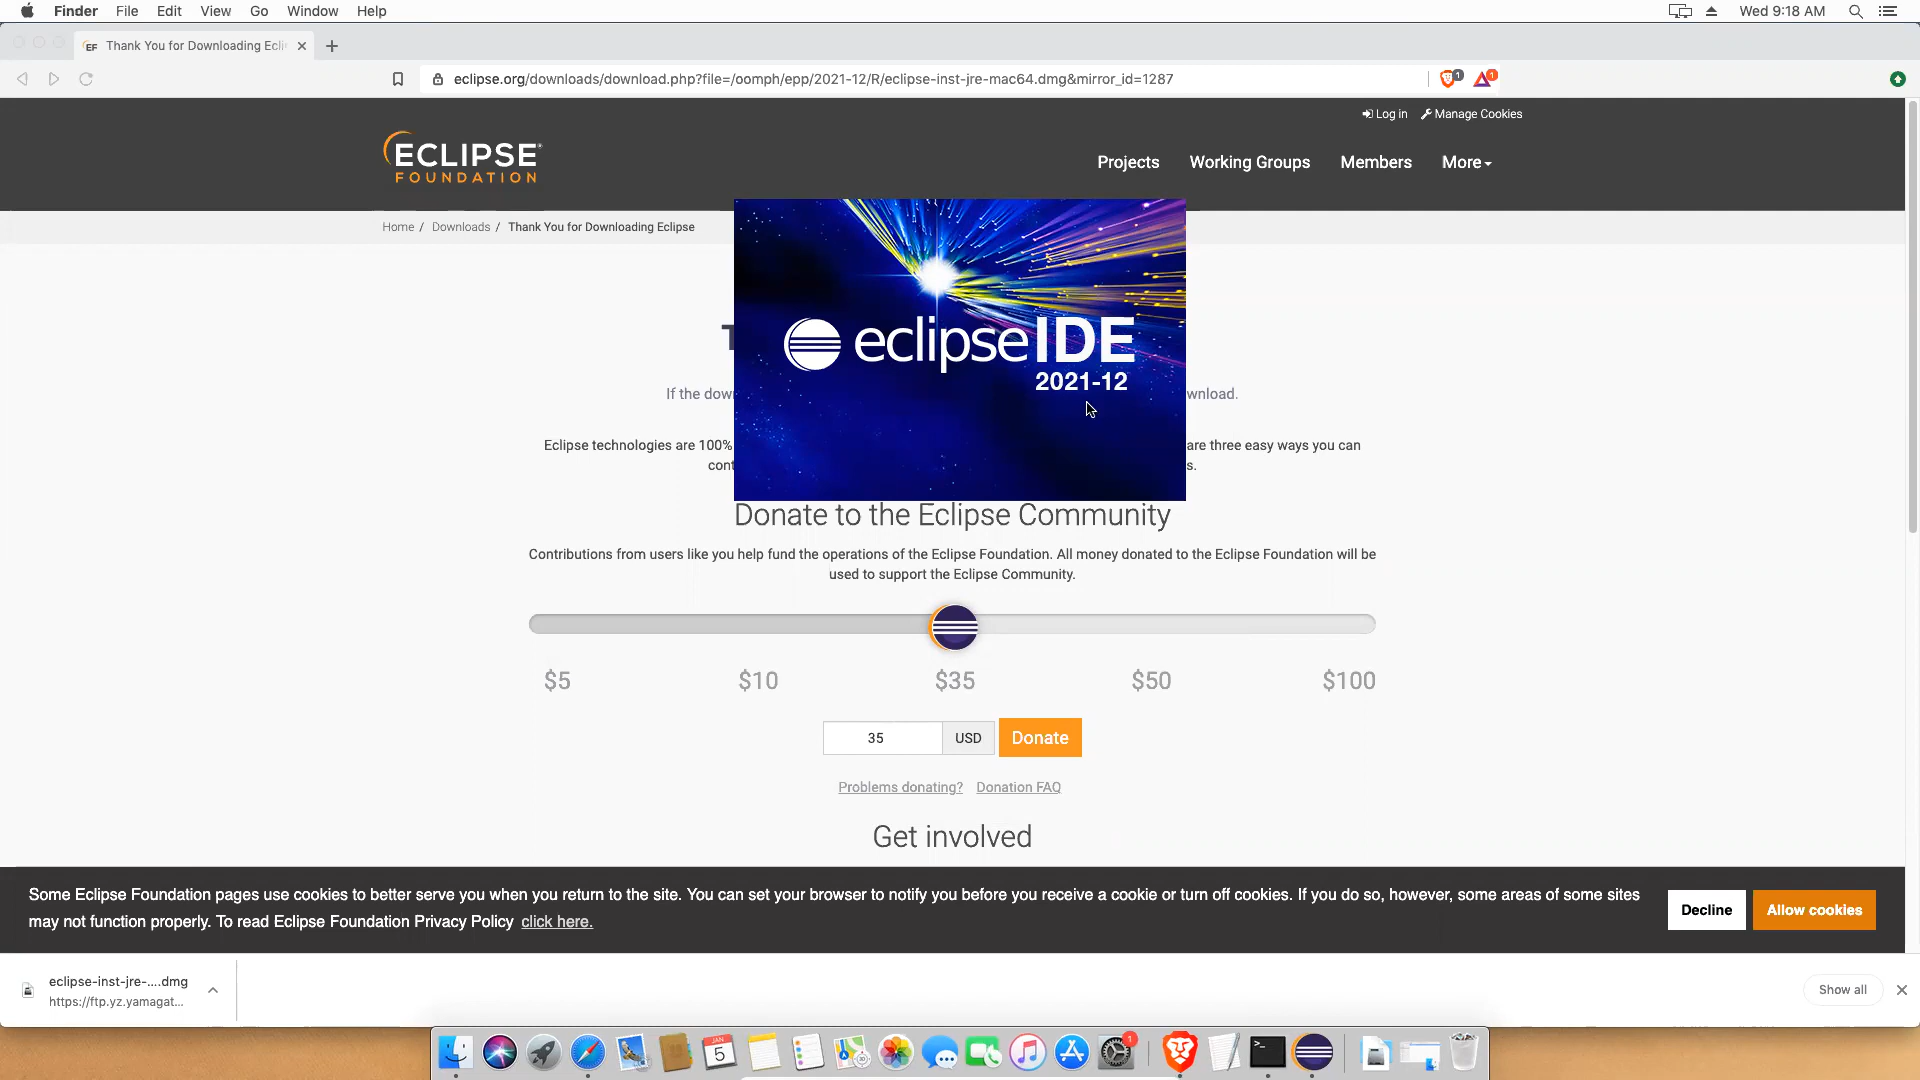 Finder File Edit View Go Window Help
Wed 9:18 AM
EF Thank You for Downloading Ecli
eclipse.org/downloads/download.php?file=/oomph/epp/2021-12/R/eclipse-inst-jre-mac64.dmg&mirror_id=1287
1
1
Log in Manage Cookies
ECLIPSE
FOUNDATION
Projects Working Groups Members More
Home / Downloads / Thank You for Downloading Eclipse
T
eclipseIDE
2021-12
If the dow wnload.
Eclipse technologies are 100% are three easy ways you can
cont s.
Donate to the Eclipse Community
Contributions from users like you help fund the operations of the Eclipse Foundation. All money donated to the Eclipse Foundation will be
used to support the Eclipse Community.
$5 $10 $35 $50 $100
35 USD Donate
Problems donating? Donation FAQ
Get involved
Some Eclipse Foundation pages use cookies to better serve you when you return to the site. You can set your browser to notify you before you receive a cookie or turn off cookies. If you do so, however, some areas of some sites
may not function properly. To read Eclipse Foundation Privacy Policy click here.
Decline Allow cookies
eclipse-inst-jre-....dmg
https://ftp.yz.yamagat...
Show all
JAN
5
1